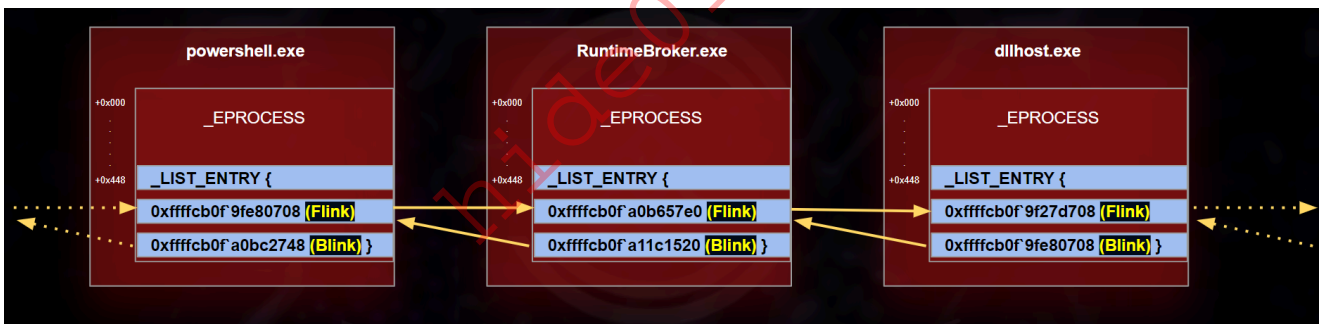 powershell.exe
+0x000
.
.
.
+0x448
_EPROCESS
_LIST_ENTRY {
0xffffcb0f`9fe80708 (Flink)
0xffffcb0f`a0bc2748 (Blink) }
RuntimeBroker.exe
+0x000
.
.
.
+0x448
_EPROCESS
_LIST_ENTRY {
0xffffcb0f`a0b657e0 (Flink)
0xffffcb0f`a11c1520 (Blink) }
dllhost.exe
+0x000
.
.
.
+0x448
_EPROCESS
_LIST_ENTRY {
0xffffcb0f`9f27d708 (Flink)
0xffffcb0f`9fe80708 (Blink) }
hide0